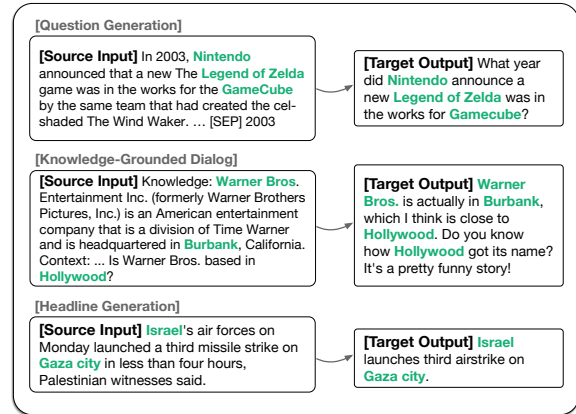 [Question Generation]
[Source Input] In 2003, Nintendo
announced that a new The Legend of Zelda
game was in the works for the GameCube
by the same team that had created the cel-
shaded The Wind Waker. ... [SEP] 2003
[Target Output] What year
did Nintendo announce a
new Legend of Zelda was in
the works for Gamecube?
[Knowledge-Grounded Dialog]
[Source Input] Knowledge: Warner Bros.
Entertainment Inc. (formerly Warner Brothers
Pictures, Inc.) is an American entertainment
company that is a division of Time Warner
and is headquartered in Burbank, California.
Context: ... Is Warner Bros. based in
Hollywood?
[Target Output] Warner
Bros. is actually in Burbank,
which I think is close to
Hollywood. Do you know
how Hollywood got its name?
It's a pretty funny story!
[Headline Generation]
[Source Input] Israel's air forces on
Monday launched a third missile strike on
Gaza city in less than four hours,
Palestinian witnesses said.
[Target Output] Israel
launches third airstrike on
Gaza city.